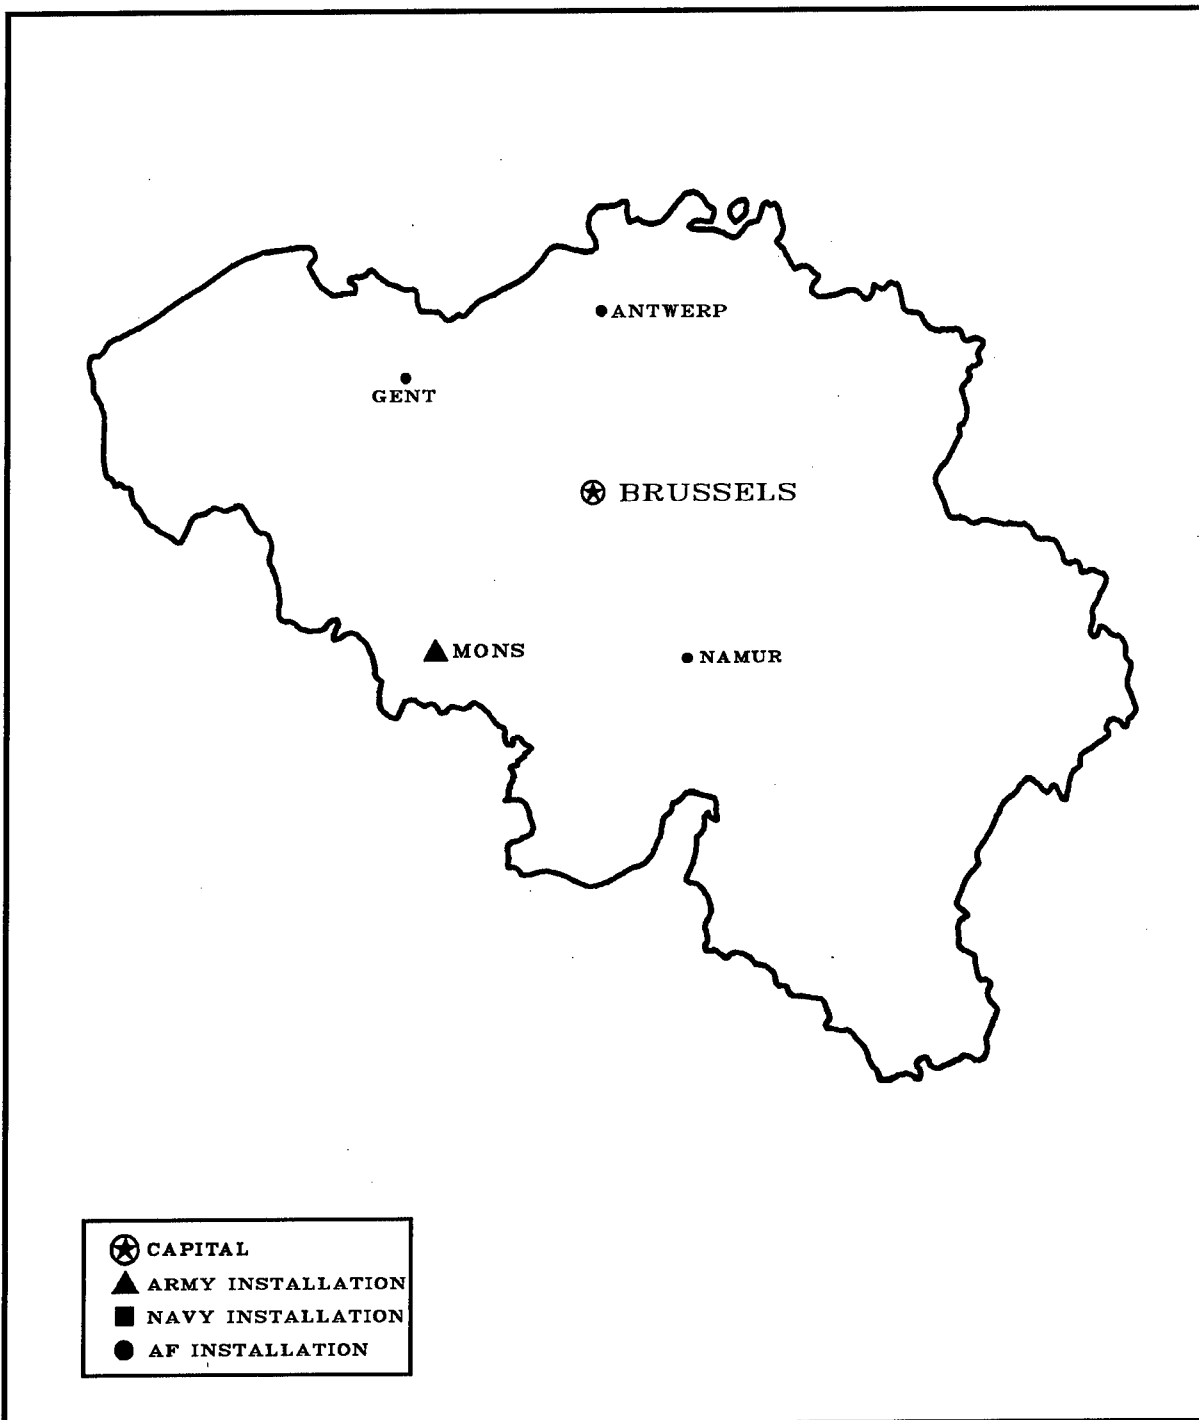 ANTWERP
GENT
BRUSSELS
MONS
NAMUR
CAPITAL
ARMY INSTALLATION
NAVY INSTALLATION
AF INSTALLATION